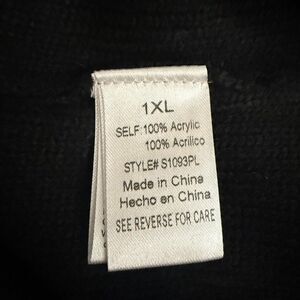 1XL
SELF:100% Acrylic
100% Acrilico
STYLE# S1093PL
Made in China
Hecho en China
SEE REVERSE FOR CARE